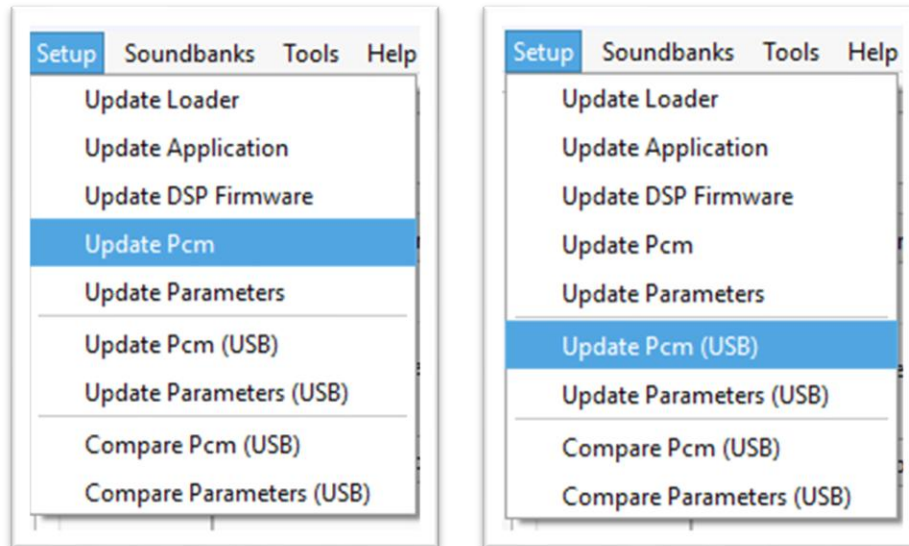 Setup Soundbanks Tools Help
Update Loader
Update Application
Update DSP Firmware
Update Pcm
Update Parameters
Update Pcm (USB)
Update Parameters (USB)
Compare Pcm (USB)
Compare Parameters (USB)
Setup Soundbanks Tools Help
Update Loader
Update Application
Update DSP Firmware
Update Pcm
Update Parameters
Update Pcm (USB)
Update Parameters (USB)
Compare Pcm (USB)
Compare Parameters (USB)